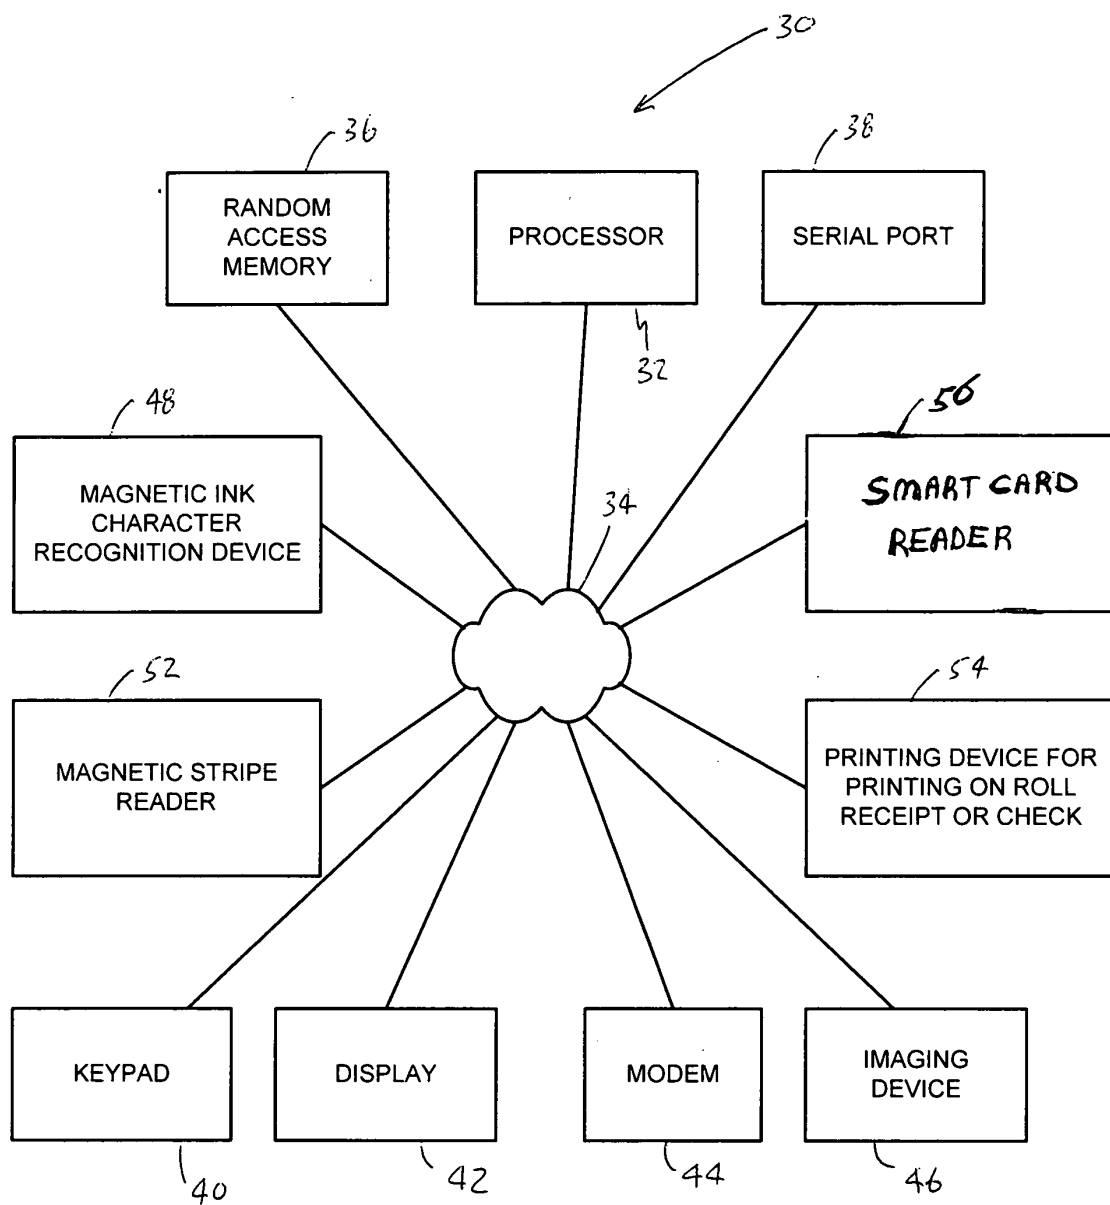 30
36
38
RANDOM
ACCESS
MEMORY
PROCESSOR
SERIAL PORT
32
48
50
MAGNETIC INK
CHARACTER
RECOGNITION DEVICE
SMART CARD
READER
34
52
54
MAGNETIC STRIPE
READER
PRINTING DEVICE FOR
PRINTING ON ROLL
RECEIPT OR CHECK
KEYPAD
DISPLAY
MODEM
IMAGING
DEVICE
40
42
44
46